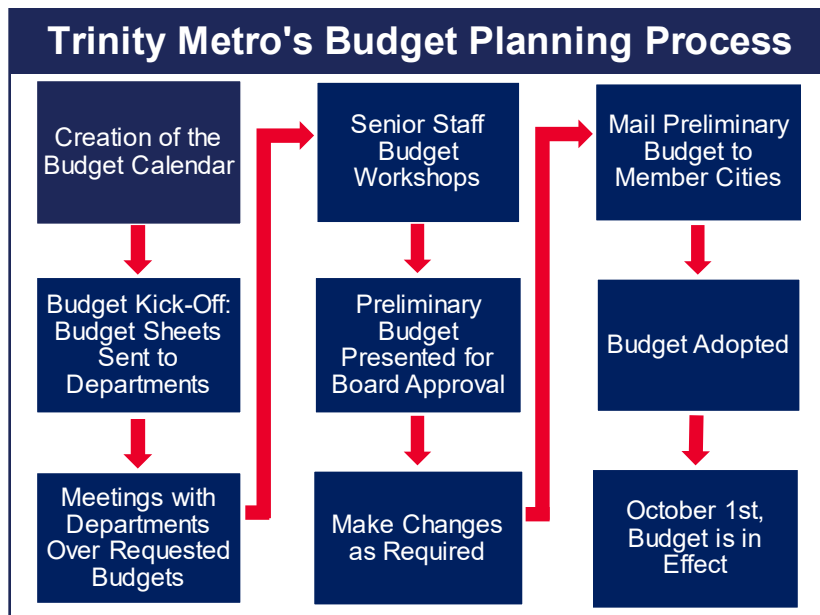 Trinity Metro's Budget Planning Process
Creation of the
Budget Calendar
Budget Kick-Off:
Budget Sheets
Sent to
Departments
Meetings with
Departments
Over Requested
Budgets
Senior Staff
Budget
Workshops
Preliminary
Budget
Presented for
Board Approval
Make Changes
as Required
Mail Preliminary
Budget to
Member Cities
Budget Adopted
October 1st,
Budget is in
Effect